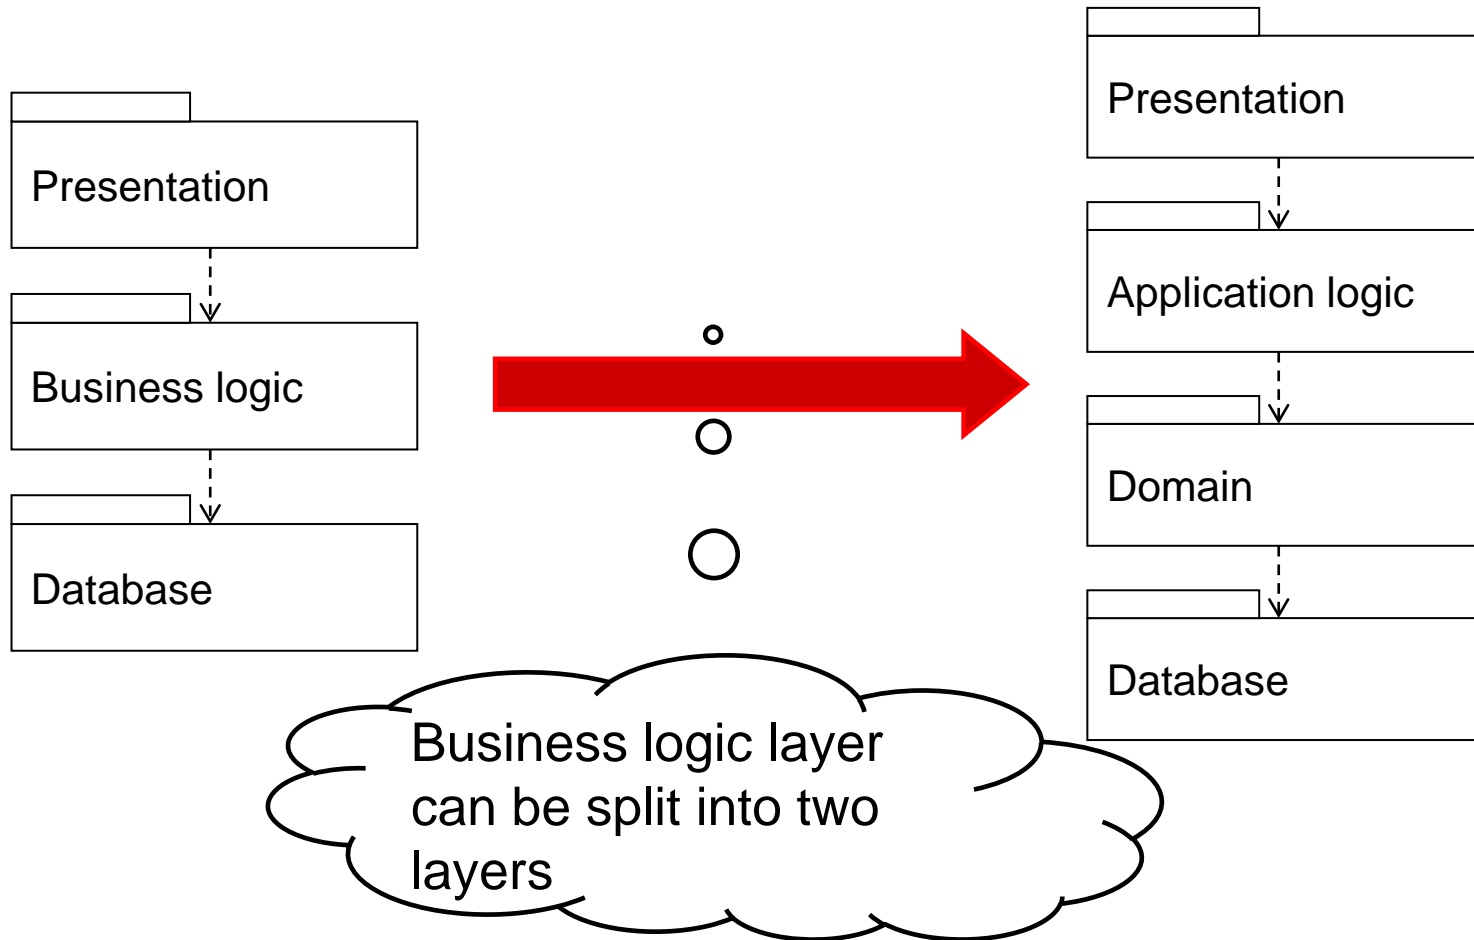 Presentation
Business logic
Database
Presentation
Application logic
Domain
Database
Business logic layer
can be split into two
layers